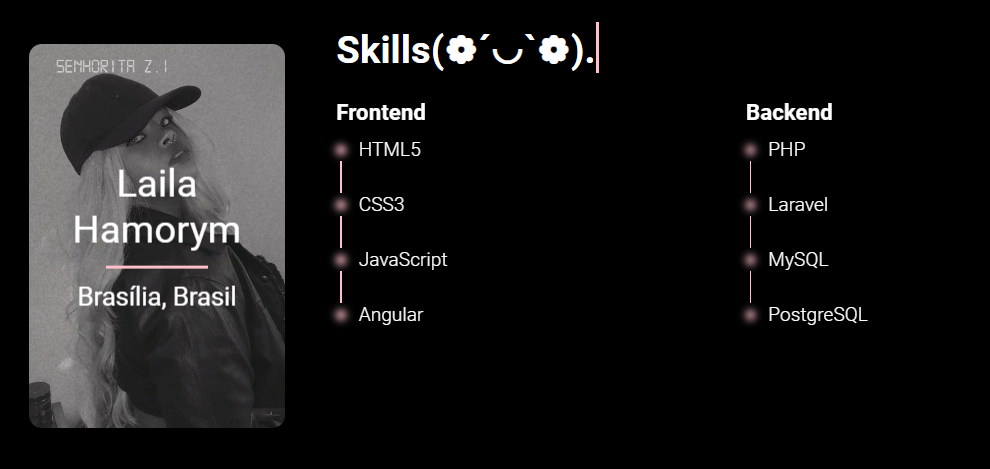 SENHORITA Z.I
Laila
Hamorym
Brasília, Brasil
Skills(❁´◡`❁).
Frontend
HTML5
CSS3
JavaScript
Angular
Backend
PHP
Laravel
MySQL
PostgreSQL